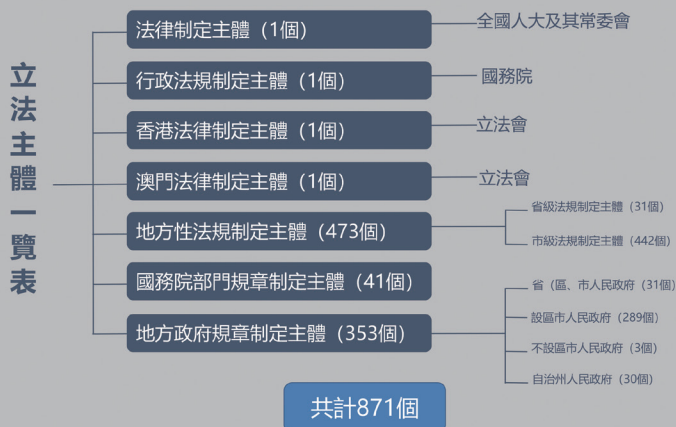 立法主體一覽表
法律制定主體（1個）
全國人大及其常委會
行政法規制定主體（1個）
國務院
香港法律制定主體（1個）
立法會
澳門法律制定主體（1個）
立法會
地方性法規制定主體（473個）
省級法規制定主體（31個）
市級法規制定主體（442個）
國務院部門規章制定主體（41個）
地方政府規章制定主體（353個）
省（區、市人民政府（31個）
設區市人民政府（289個）
不設區市人民政府（3個）
自治州人民政府（30個）
共計871個